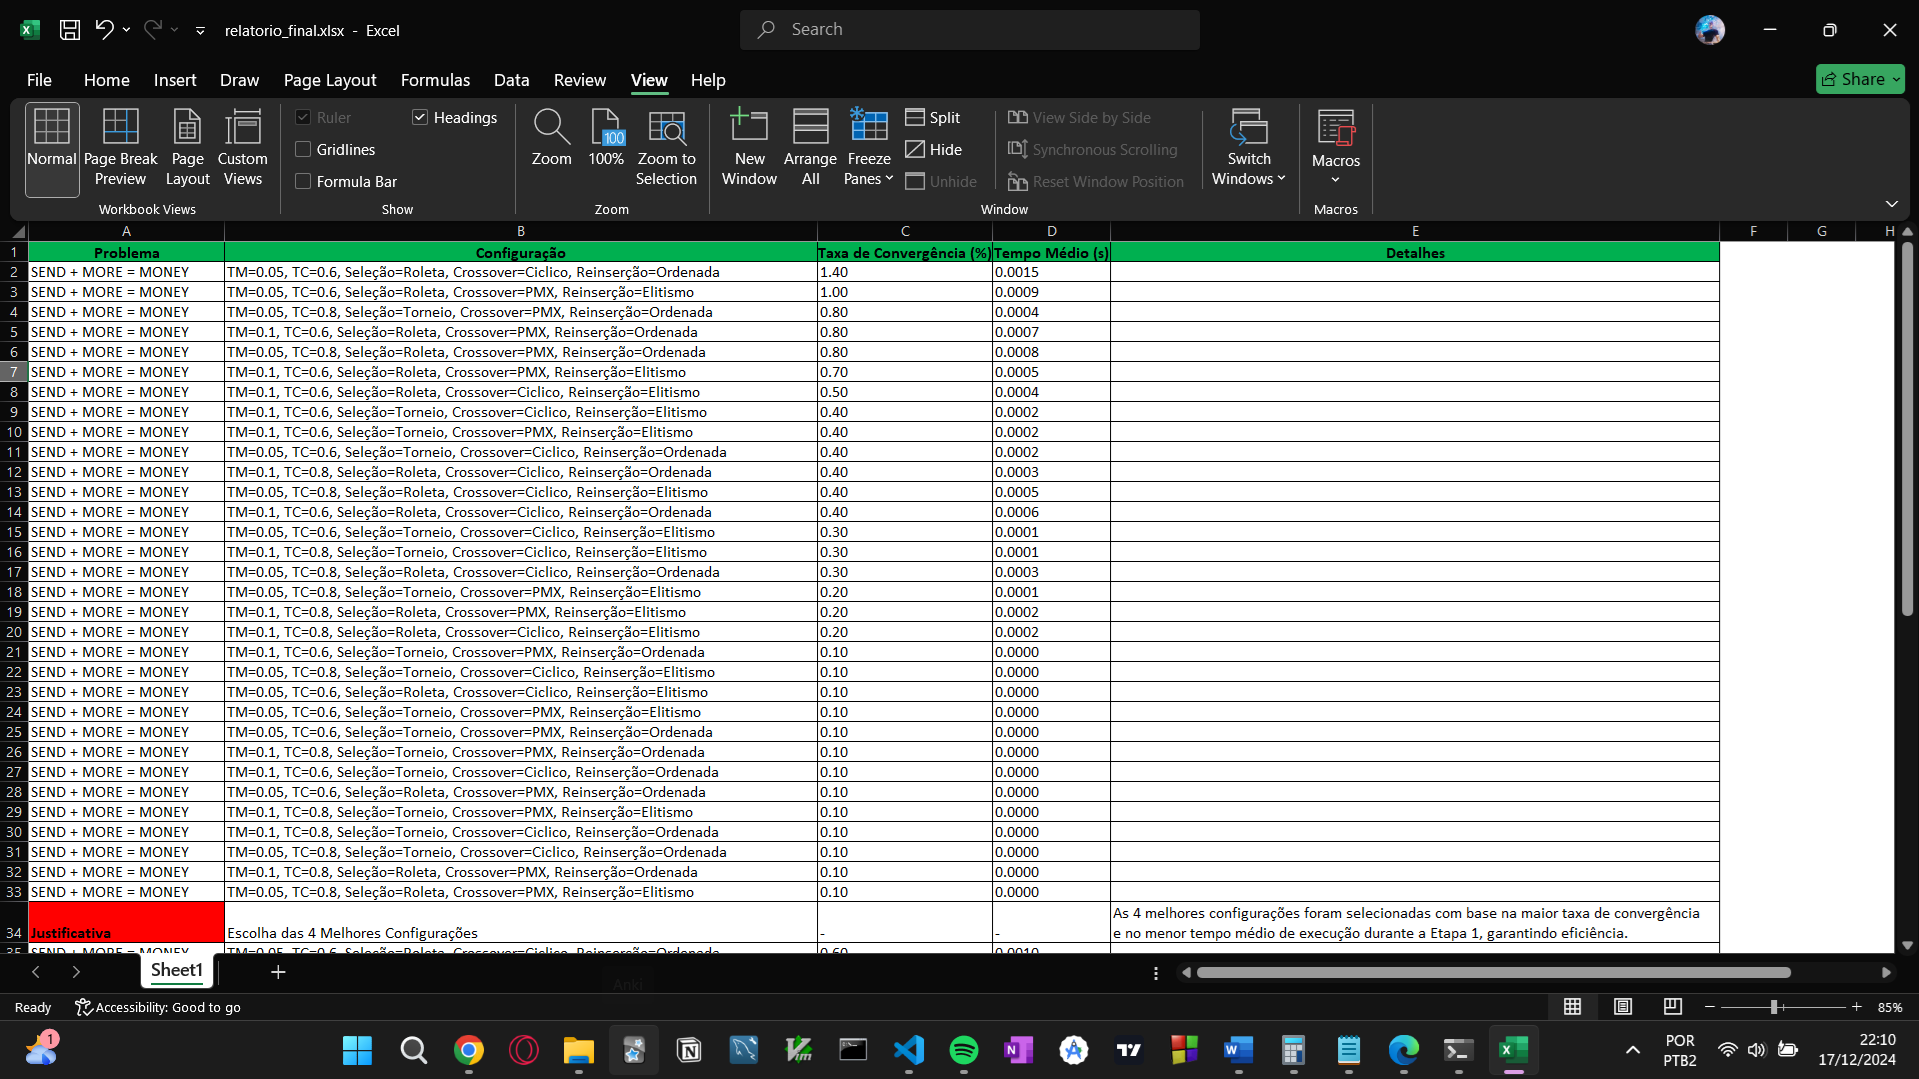 relatorio_final.xlsx - Excel
Search
File Home Insert Draw Page Layout Formulas Data Review View Help
Share
Normal
Page Break Preview
Page Layout
Custom Views
Workbook Views
Ruler
Headings
Gridlines
Formula Bar
Show
Zoom
100
100%
Zoom to Selection
Zoom
New Window
Arrange All
Freeze Panes
Split
Hide
Unhide
View Side by Side
Synchronous Scrolling
Reset Window Position
Switch Windows
Window
Macros
Macros
A B C D E F G H
1 Problema Configuração Taxa de Convergência (%) Tempo Médio (s) Detalhes
2 SEND + MORE = MONEY TM=0.05, TC=0.6, Seleção=Roleta, Crossover=Ciclico, Reinserção=Ordenada 1.40 0.0015
3 SEND + MORE = MONEY TM=0.05, TC=0.6, Seleção=Roleta, Crossover=PMX, Reinserção=Elitismo 1.00 0.0009
4 SEND + MORE = MONEY TM=0.05, TC=0.8, Seleção=Torneio, Crossover=PMX, Reinserção=Ordenada 0.80 0.0004
5 SEND + MORE = MONEY TM=0.1, TC=0.6, Seleção=Roleta, Crossover=PMX, Reinserção=Ordenada 0.80 0.0007
6 SEND + MORE = MONEY TM=0.05, TC=0.8, Seleção=Roleta, Crossover=PMX, Reinserção=Ordenada 0.80 0.0008
7 SEND + MORE = MONEY TM=0.1, TC=0.6, Seleção=Roleta, Crossover=PMX, Reinserção=Elitismo 0.70 0.0005
8 SEND + MORE = MONEY TM=0.1, TC=0.6, Seleção=Roleta, Crossover=Ciclico, Reinserção=Elitismo 0.50 0.0004
9 SEND + MORE = MONEY TM=0.1, TC=0.6, Seleção=Torneio, Crossover=Ciclico, Reinserção=Elitismo 0.40 0.0002
10 SEND + MORE = MONEY TM=0.1, TC=0.6, Seleção=Torneio, Crossover=PMX, Reinserção=Elitismo 0.40 0.0002
11 SEND + MORE = MONEY TM=0.05, TC=0.6, Seleção=Torneio, Crossover=Ciclico, Reinserção=Ordenada 0.40 0.0002
12 SEND + MORE = MONEY TM=0.1, TC=0.8, Seleção=Roleta, Crossover=Ciclico, Reinserção=Ordenada 0.40 0.0003
13 SEND + MORE = MONEY TM=0.05, TC=0.8, Seleção=Roleta, Crossover=Ciclico, Reinserção=Elitismo 0.40 0.0005
14 SEND + MORE = MONEY TM=0.1, TC=0.6, Seleção=Roleta, Crossover=Ciclico, Reinserção=Ordenada 0.40 0.0006
15 SEND + MORE = MONEY TM=0.05, TC=0.6, Seleção=Torneio, Crossover=Ciclico, Reinserção=Elitismo 0.30 0.0001
16 SEND + MORE = MONEY TM=0.1, TC=0.8, Seleção=Torneio, Crossover=Ciclico, Reinserção=Elitismo 0.30 0.0001
17 SEND + MORE = MONEY TM=0.05, TC=0.8, Seleção=Roleta, Crossover=Ciclico, Reinserção=Ordenada 0.30 0.0003
18 SEND + MORE = MONEY TM=0.05, TC=0.8, Seleção=Torneio, Crossover=PMX, Reinserção=Elitismo 0.20 0.0001
19 SEND + MORE = MONEY TM=0.1, TC=0.8, Seleção=Roleta, Crossover=PMX, Reinserção=Elitismo 0.20 0.0002
20 SEND + MORE = MONEY TM=0.1, TC=0.8, Seleção=Roleta, Crossover=Ciclico, Reinserção=Elitismo 0.20 0.0002
21 SEND + MORE = MONEY TM=0.1, TC=0.6, Seleção=Torneio, Crossover=PMX, Reinserção=Ordenada 0.10 0.0000
22 SEND + MORE = MONEY TM=0.05, TC=0.8, Seleção=Torneio, Crossover=Ciclico, Reinserção=Elitismo 0.10 0.0000
23 SEND + MORE = MONEY TM=0.05, TC=0.6, Seleção=Roleta, Crossover=Ciclico, Reinserção=Elitismo 0.10 0.0000
24 SEND + MORE = MONEY TM=0.05, TC=0.6, Seleção=Torneio, Crossover=PMX, Reinserção=Elitismo 0.10 0.0000
25 SEND + MORE = MONEY TM=0.05, TC=0.6, Seleção=Torneio, Crossover=PMX, Reinserção=Ordenada 0.10 0.0000
26 SEND + MORE = MONEY TM=0.1, TC=0.8, Seleção=Torneio, Crossover=PMX, Reinserção=Ordenada 0.10 0.0000
27 SEND + MORE = MONEY TM=0.1, TC=0.6, Seleção=Torneio, Crossover=Ciclico, Reinserção=Ordenada 0.10 0.0000
28 SEND + MORE = MONEY TM=0.05, TC=0.6, Seleção=Roleta, Crossover=PMX, Reinserção=Ordenada 0.10 0.0000
29 SEND + MORE = MONEY TM=0.1, TC=0.8, Seleção=Torneio, Crossover=PMX, Reinserção=Elitismo 0.10 0.0000
30 SEND + MORE = MONEY TM=0.1, TC=0.8, Seleção=Torneio, Crossover=Ciclico, Reinserção=Ordenada 0.10 0.0000
31 SEND + MORE = MONEY TM=0.05, TC=0.8, Seleção=Torneio, Crossover=Ciclico, Reinserção=Ordenada 0.10 0.0000
32 SEND + MORE = MONEY TM=0.1, TC=0.8, Seleção=Roleta, Crossover=PMX, Reinserção=Ordenada 0.10 0.0000
33 SEND + MORE = MONEY TM=0.05, TC=0.8, Seleção=Roleta, Crossover=PMX, Reinserção=Elitismo 0.10 0.0000
As 4 melhores configurações foram selecionadas com base na maior taxa de convergência
34 Justificativa Escolha das 4 Melhores Configurações - - e no menor tempo médio de execução durante a Etapa 1, garantindo eficiência.
35 SEND + MORE = MONEY TM=0.05, TC=0.6, Seleção=Roleta, Crossover=Ciclico, Reinserção=Ordenada 0.60 0.0010
Sheet1
Anki
Ready Accessibility: Good to go 85%
1
POR
PTB2
22:10
17/12/2024